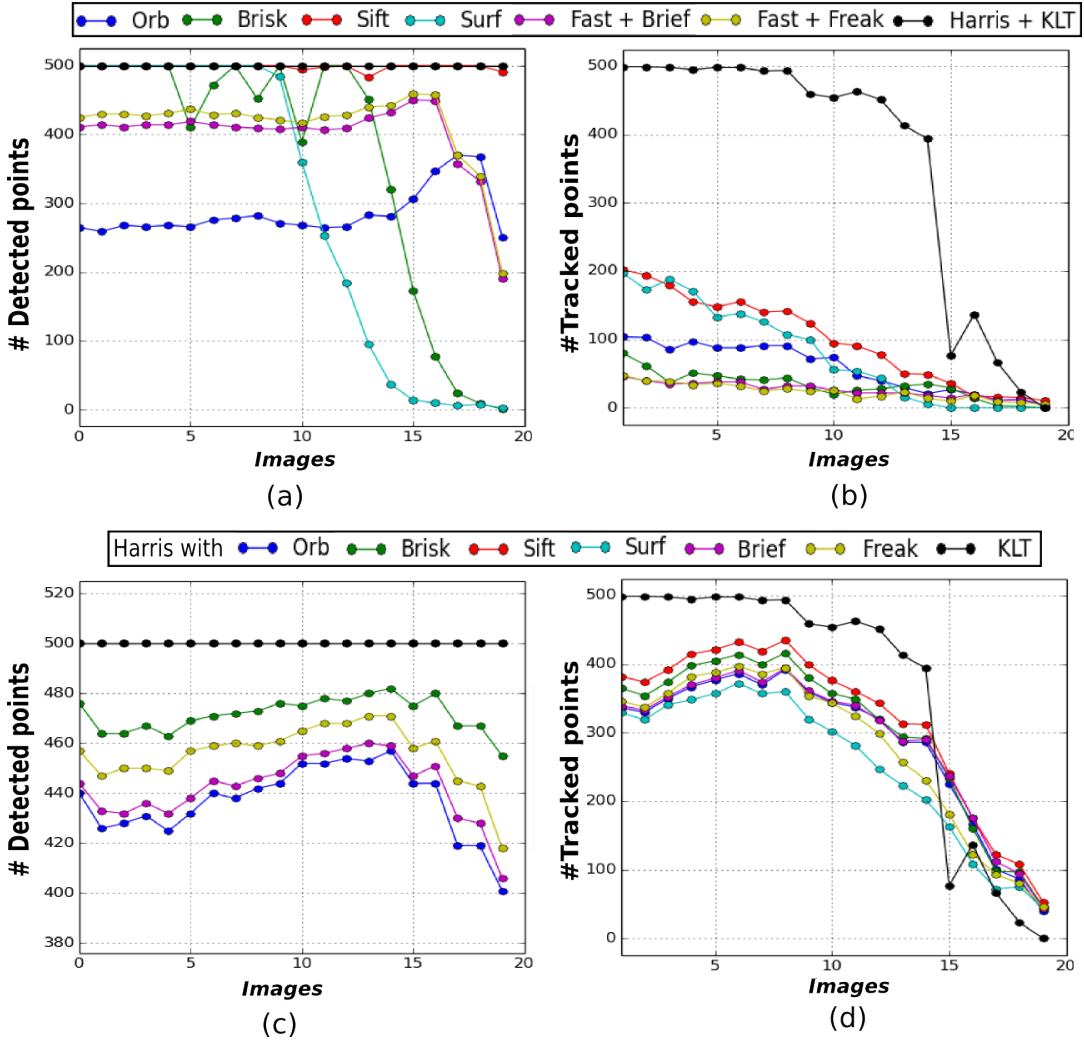 Orb Brisk Sift Surf Fast + Brief Fast + Freak Harris + KLT
# Detected points
500
400
300
200
100
0
0 5 10 15 20
Images
(a)
#Tracked points
500
400
300
200
100
0
5 10 15 20
Images
(b)
Harris with Orb Brisk Sift Surf Brief Freak KLT
# Detected points
520
500
480
460
440
420
400
380
0 5 10 15 20
Images
(c)
#Tracked points
500
400
300
200
100
0
5 10 15 20
Images
(d)